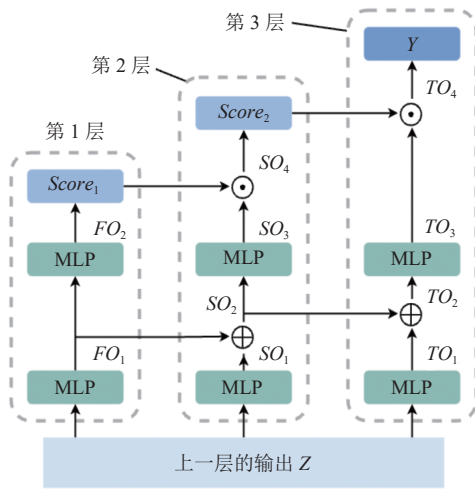 第 3 层
Y
第 2 层
TO₄
Score₂
第 1 层
SO₄
Score₁
FO₂
SO₃
TO₃
MLP
MLP
MLP
SO₂
TO₂
FO₁
SO₁
TO₁
MLP
MLP
MLP
上一层的输出 Z